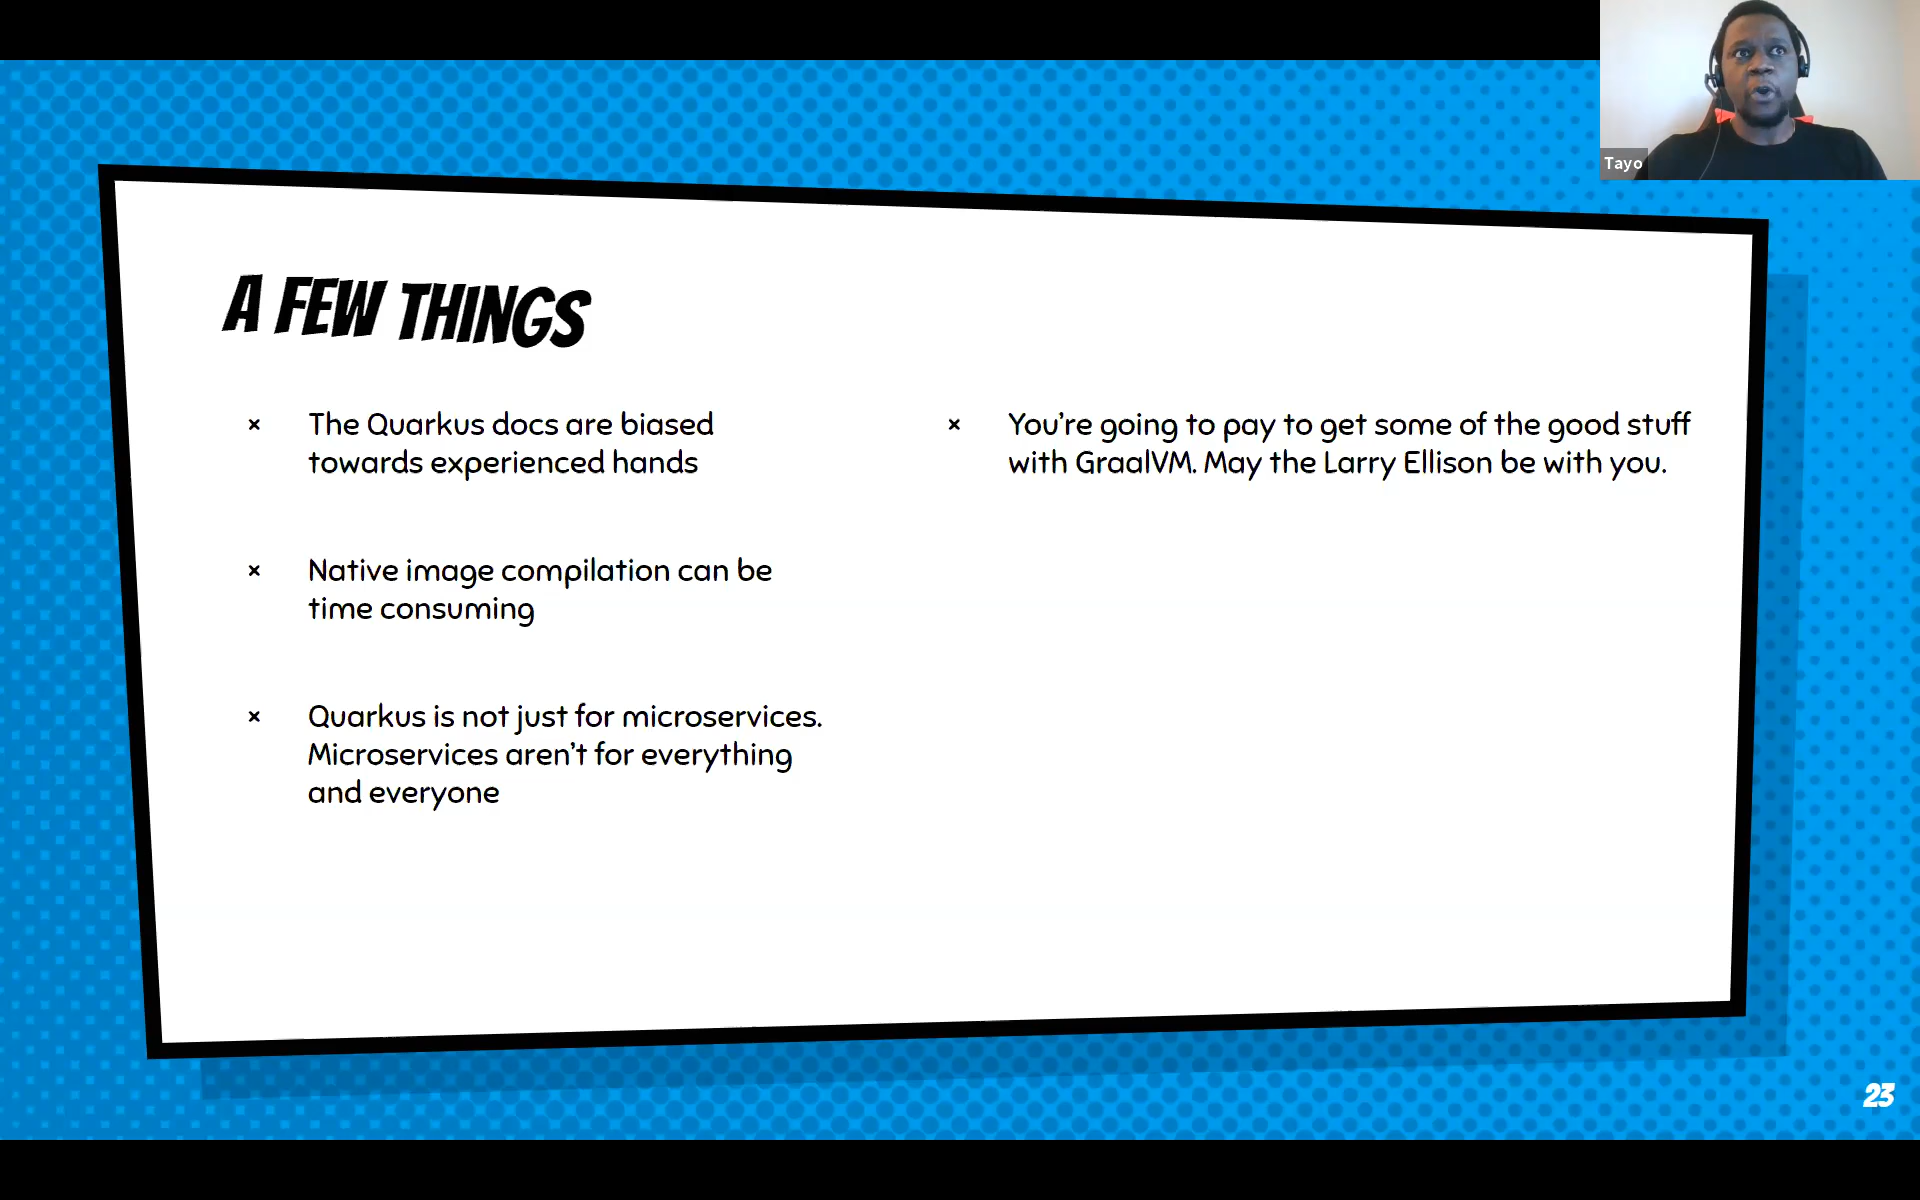 Tayo
A FEW THINGS
× The Quarkus docs are biased
towards experienced hands
× Native image compilation can be
time consuming
× Quarkus is not just for microservices.
Microservices aren't for everything
and everyone
× You're going to pay to get some of the good stuff
with GraalVM. May the Larry Ellison be with you.
23